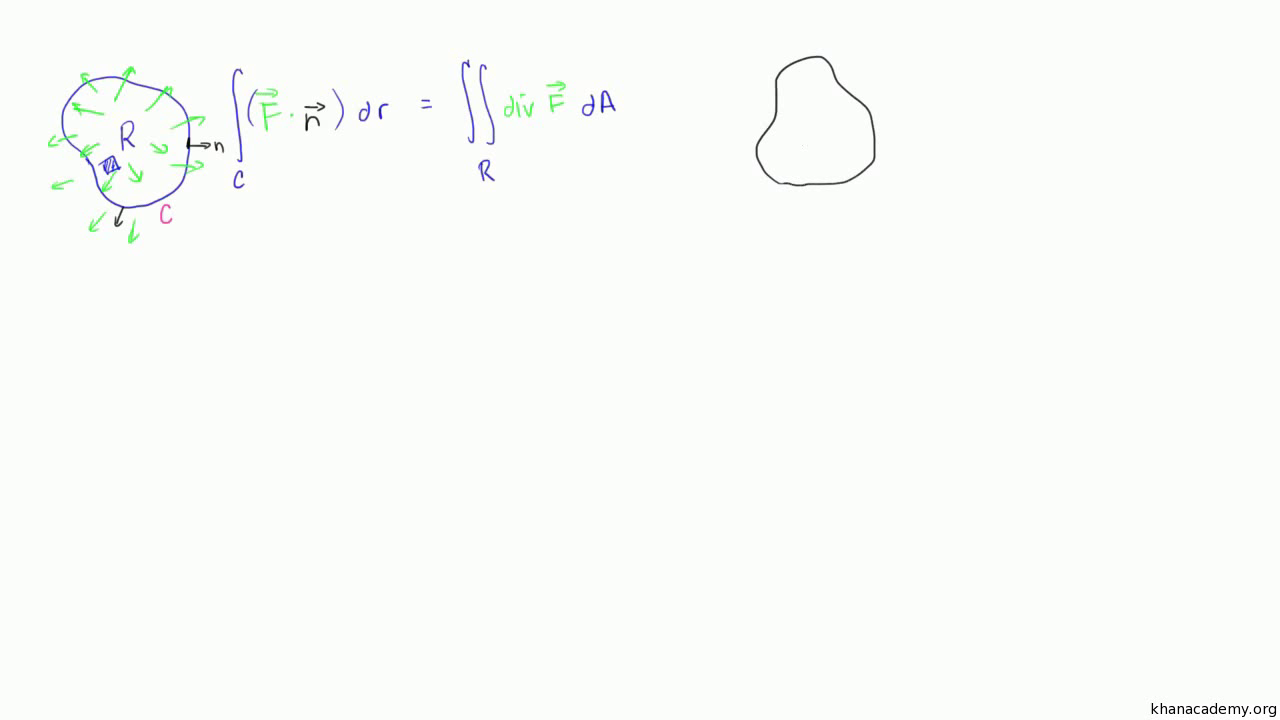 R
n
C
∫ ( F⃗ · n⃗ ) dr = ∬ div F⃗ dA
C R
khanacademy.org